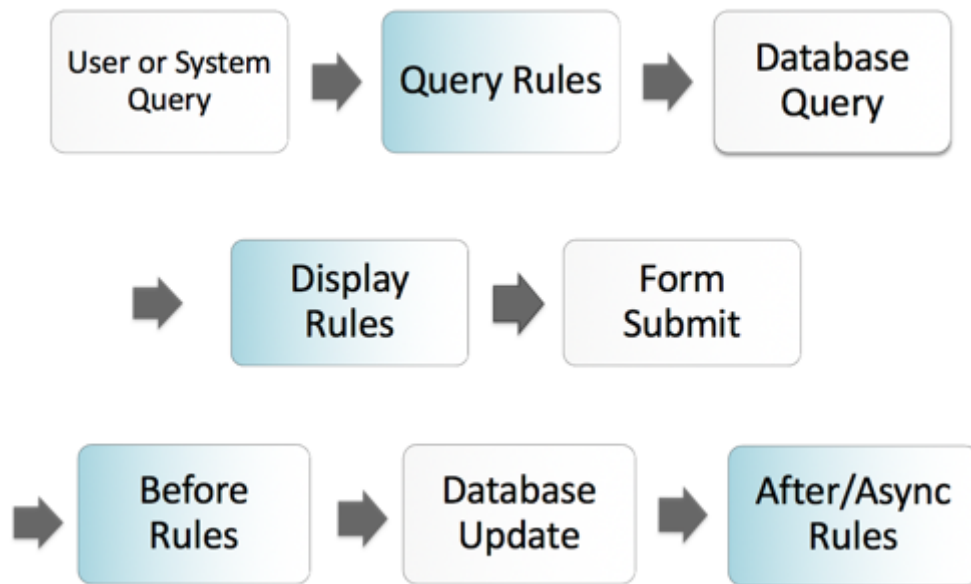 User or System
Query
Query Rules
Database
Query
Display
Rules
Form
Submit
Before
Rules
Database
Update
After/Async
Rules